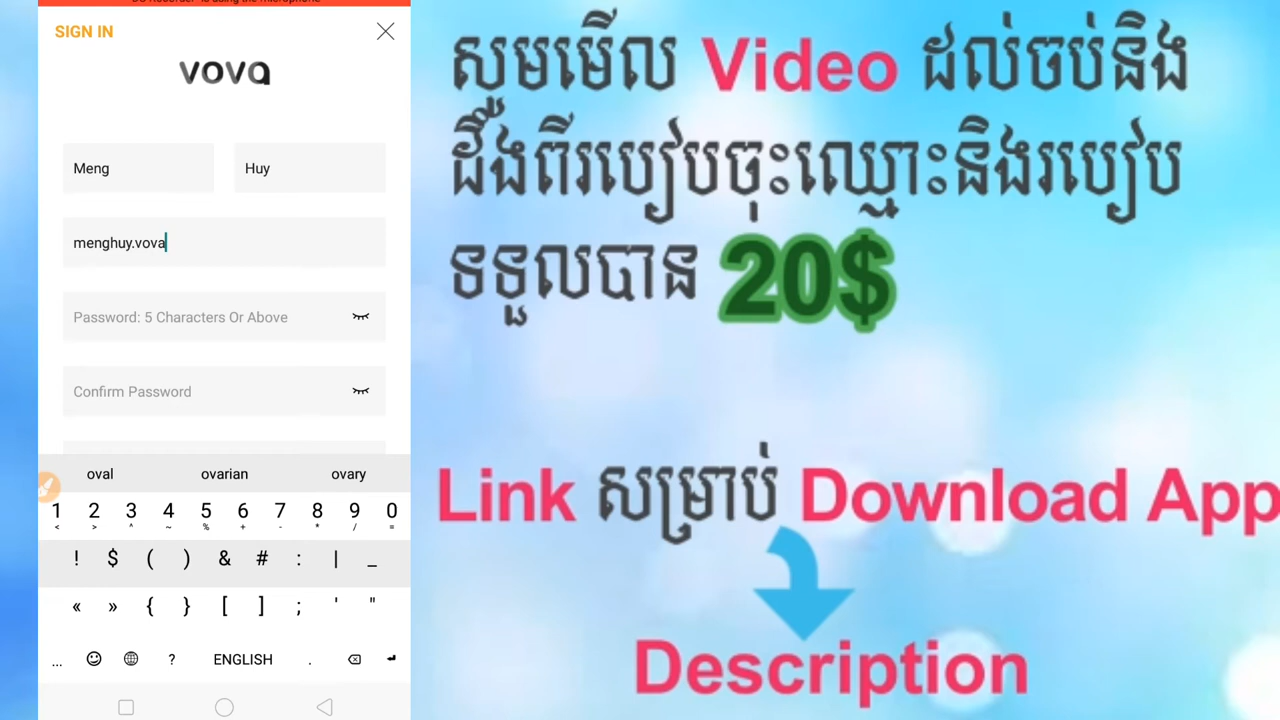 SIGN IN
vova
Meng
Huy
menghuy.vova
Password: 5 Characters Or Above
Confirm Password
oval ovarian ovary
1 2 3 4 5 6 7 8 9 0
< > ^ ~ % + - * / =
! $ ( ) & # : | _
« » { } [ ] ; ' "
... ? ENGLISH .
សូមមើល Video ដល់ចប់និង
ដឹងពីរបៀបចុះឈ្មោះនិងរបៀប
ទទួលបាន 20$
Link សម្រាប់ Download App
Description